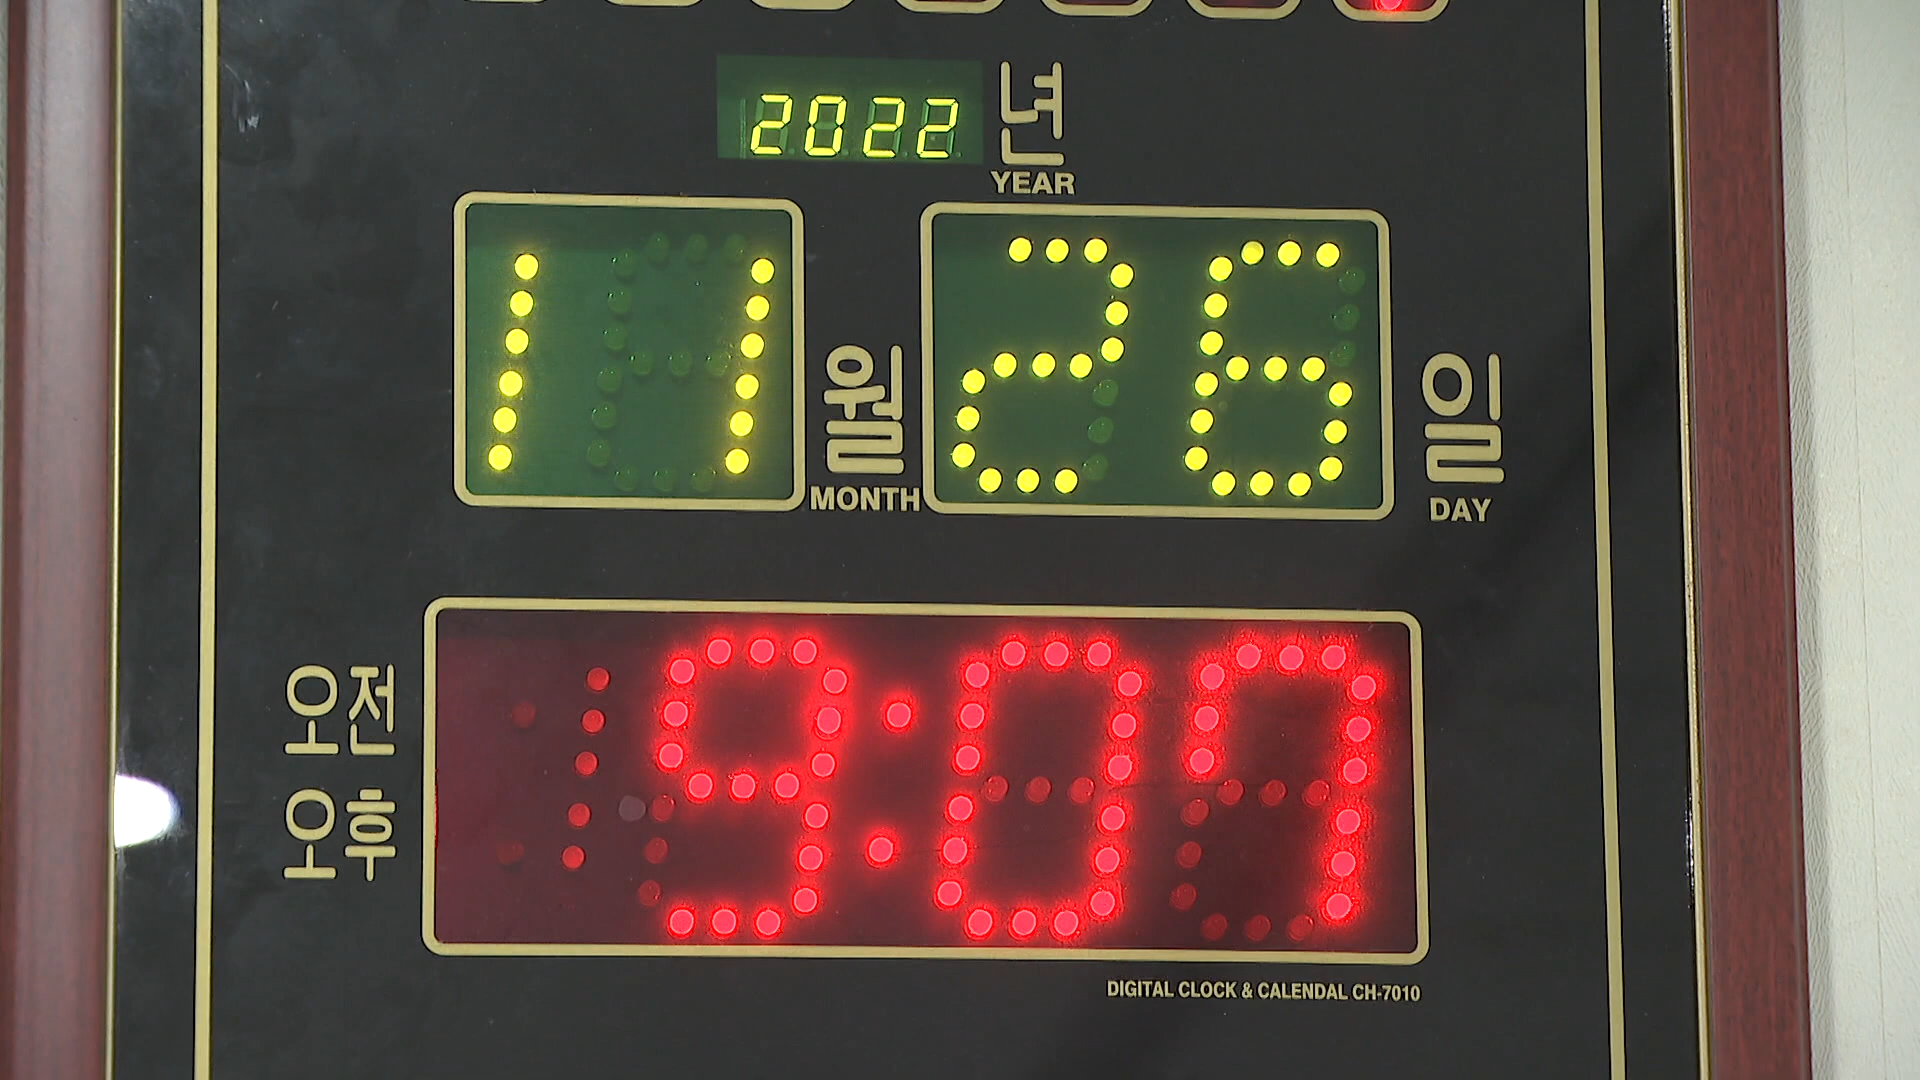 2022 년
YEAR
11 월 26 일
MONTH DAY
오전
오후
9:07
DIGITAL CLOCK & CALENDAL CH-7010